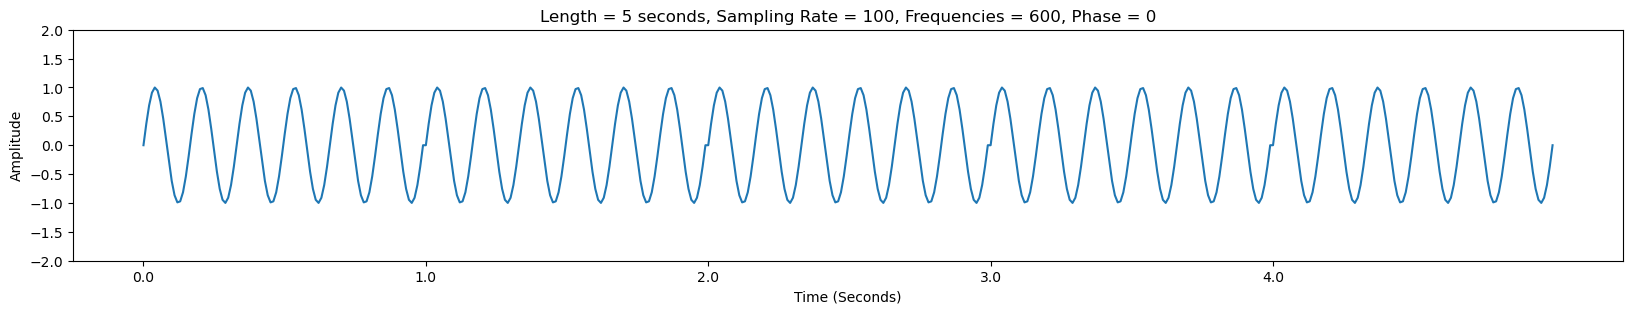 Length = 5 seconds, Sampling Rate = 100, Frequencies = 600, Phase = 0
2.0
1.5
1.0
0.5
0.0
−0.5
−1.0
−1.5
−2.0
Amplitude
0.0 1.0 2.0 3.0 4.0
Time (Seconds)